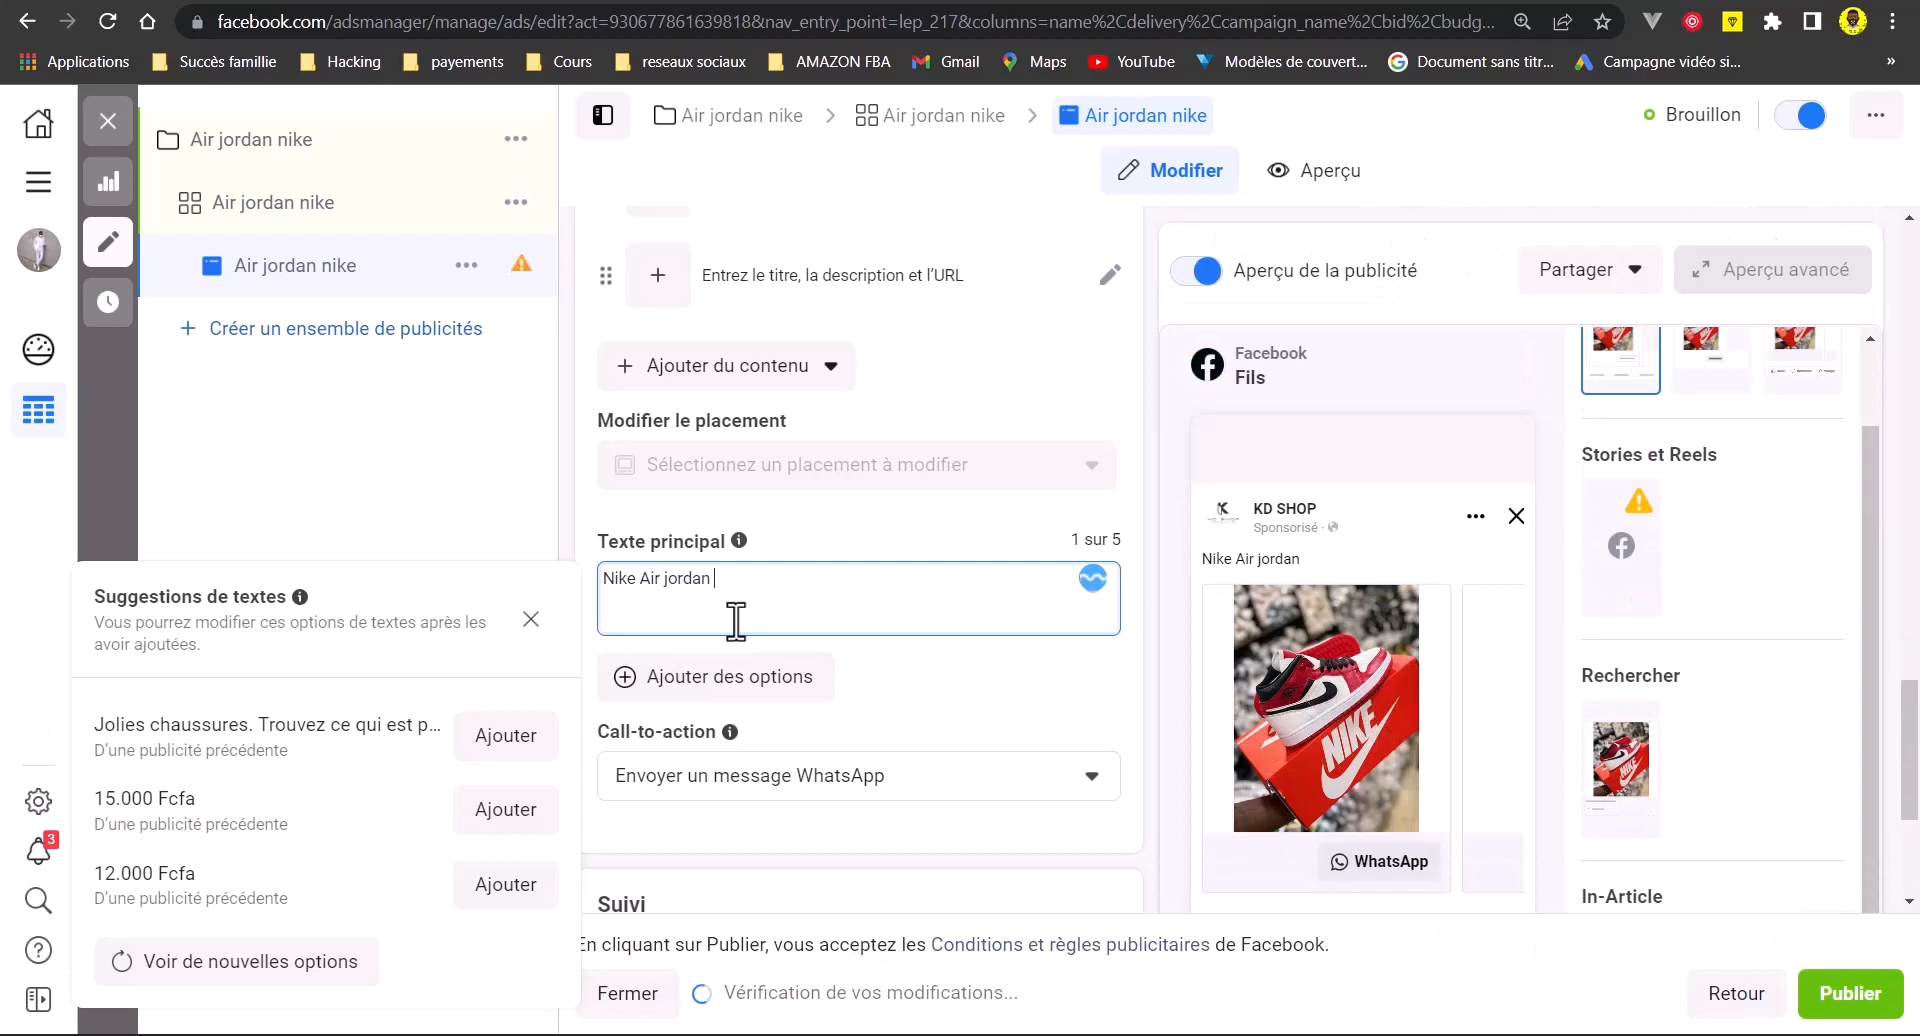 facebook.com/adsmanager/manage/ads/edit?act=930677861639818&nav_entry_point=lep_217&columns=name%2Cdelivery%2Ccampaign_name%2Cbid%2Cbudg...
Applications
Succès famillie
Hacking
payements
Cours
reseaux sociaux
AMAZON FBA
Gmail
Maps
YouTube
Modèles de couvert...
Document sans titr...
Campagne vidéo si...
»
Air jordan nike
Air jordan nike
Air jordan nike
Créer un ensemble de publicités
Air jordan nike
Air jordan nike
Air jordan nike
Brouillon
Modifier
Aperçu
Entrez le titre, la description et l'URL
Ajouter du contenu
Modifier le placement
Sélectionnez un placement à modifier
Texte principal
1 sur 5
Nike Air jordan
Ajouter des options
Call-to-action
Envoyer un message WhatsApp
Suivi
Suggestions de textes
Vous pourrez modifier ces options de textes après les
avoir ajoutées.
Jolies chaussures. Trouvez ce qui est p...
D'une publicité précédente
Ajouter
15.000 Fcfa
D'une publicité précédente
Ajouter
12.000 Fcfa
D'une publicité précédente
Ajouter
Voir de nouvelles options
3
Aperçu de la publicité
Partager
Aperçu avancé
Facebook
Fils
KD SHOP
Sponsorisé ·
Nike Air jordan
NIKE
WhatsApp
Stories et Reels
Rechercher
In-Article
En cliquant sur Publier, vous acceptez les Conditions et règles publicitaires de Facebook.
Fermer
Vérification de vos modifications...
Retour
Publier